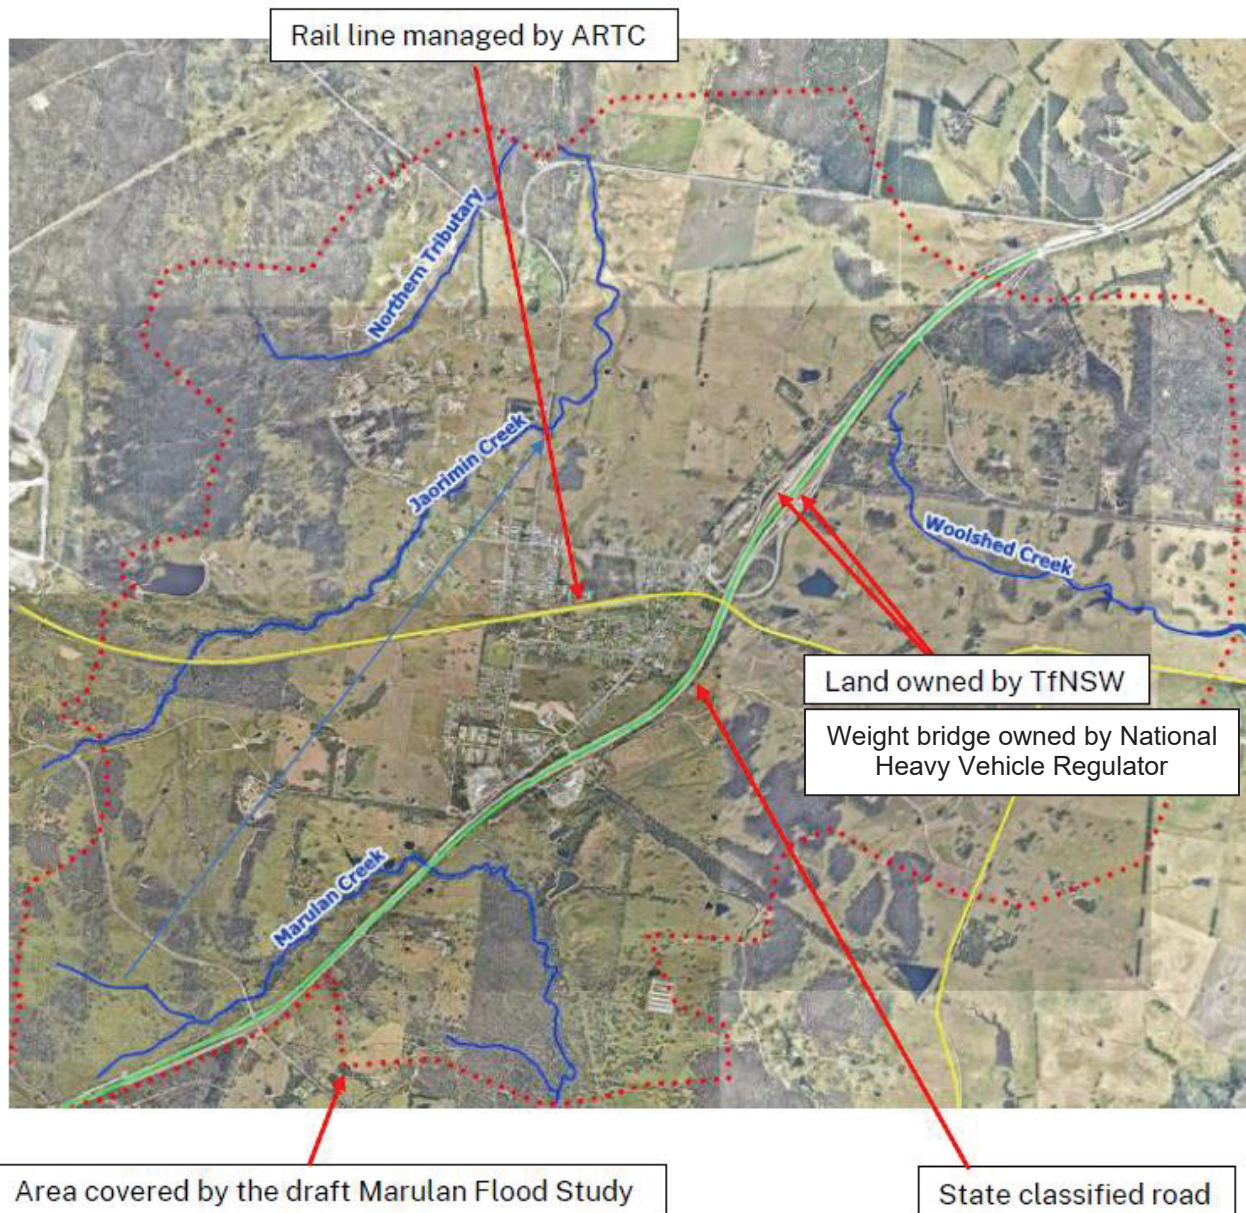 Rail line managed by ARTC
Northern Tributary
Jaorimin Creek
Woolshed Creek
Land owned by TfNSW
Weight bridge owned by National
Heavy Vehicle Regulator
Marulan Creek
Area covered by the draft Marulan Flood Study
State classified road